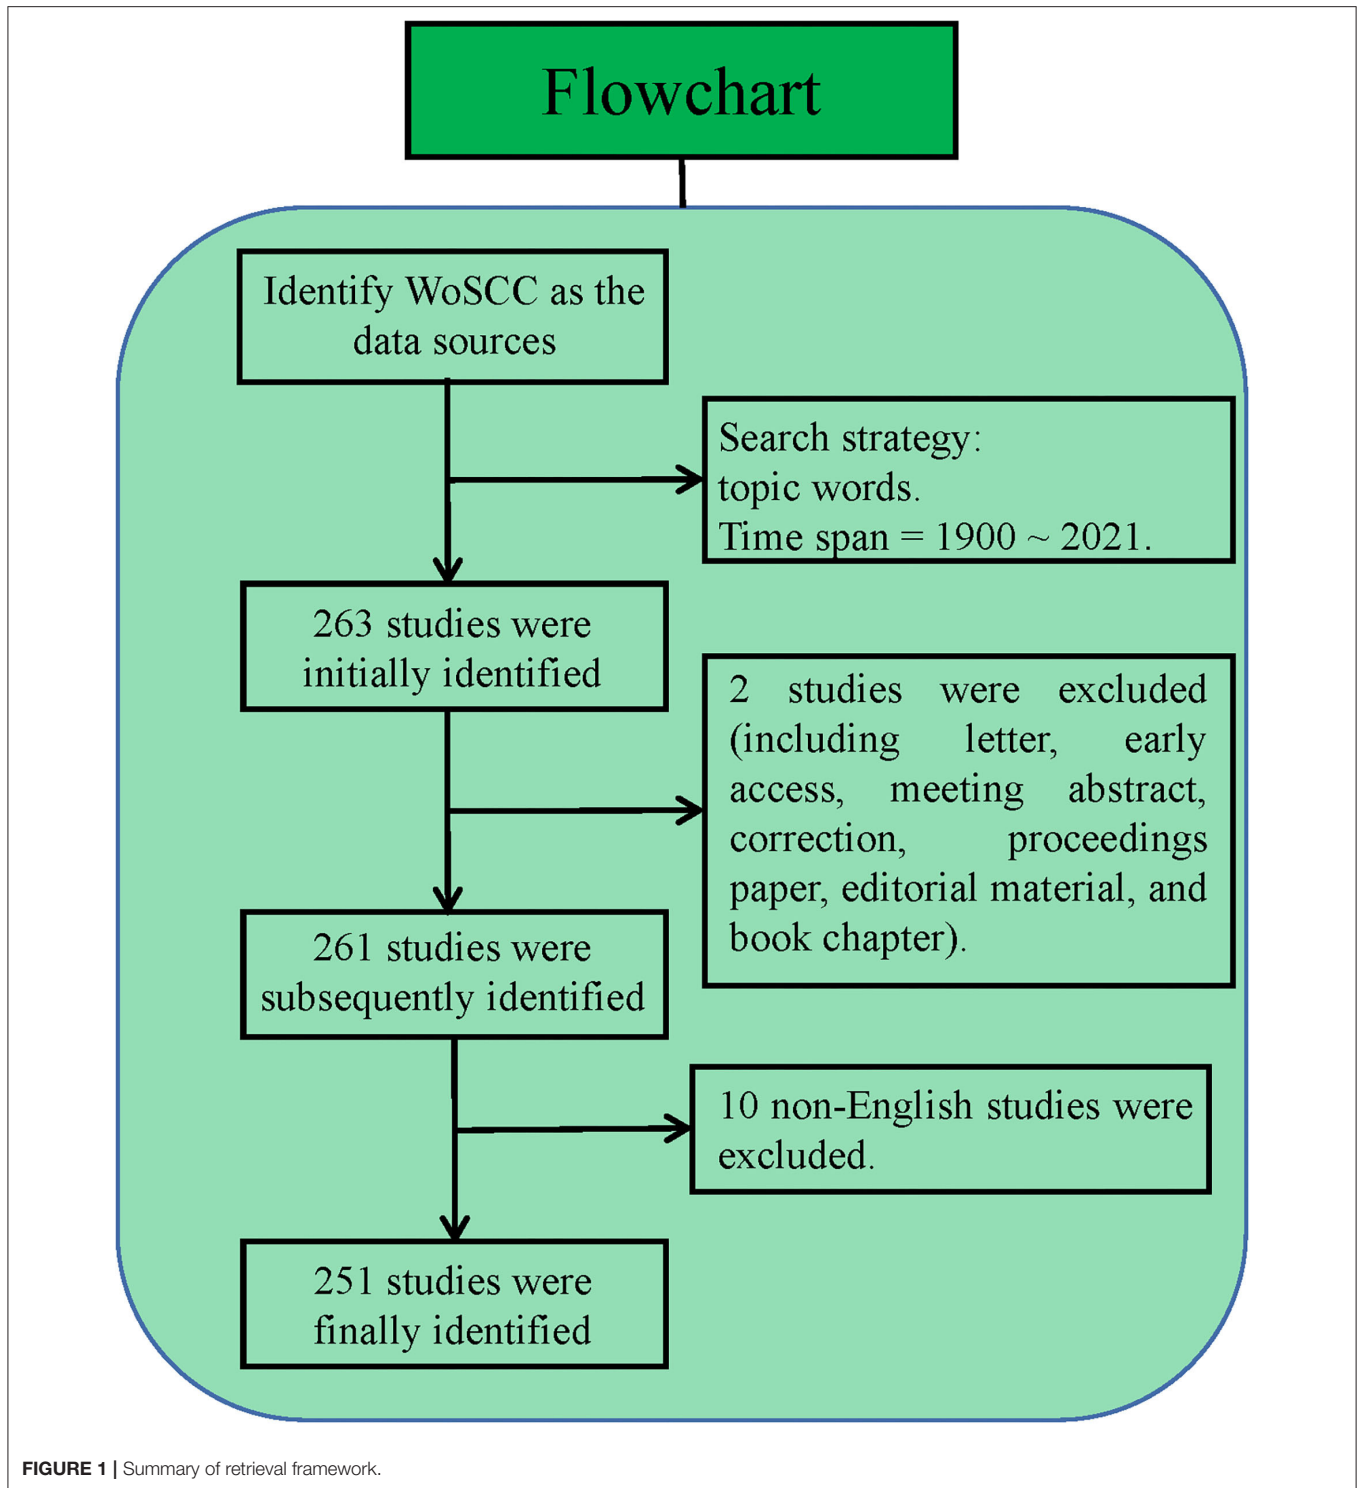 Flowchart
Identify WoSCC as the
data sources
Search strategy:
topic words.
Time span = 1900 ~ 2021.
263 studies were
initially identified
2 studies were excluded
(including letter, early
access, meeting abstract,
correction, proceedings
paper, editorial material, and
book chapter).
261 studies were
subsequently identified
10 non-English studies were
excluded.
251 studies were
finally identified
FIGURE 1 | Summary of retrieval framework.